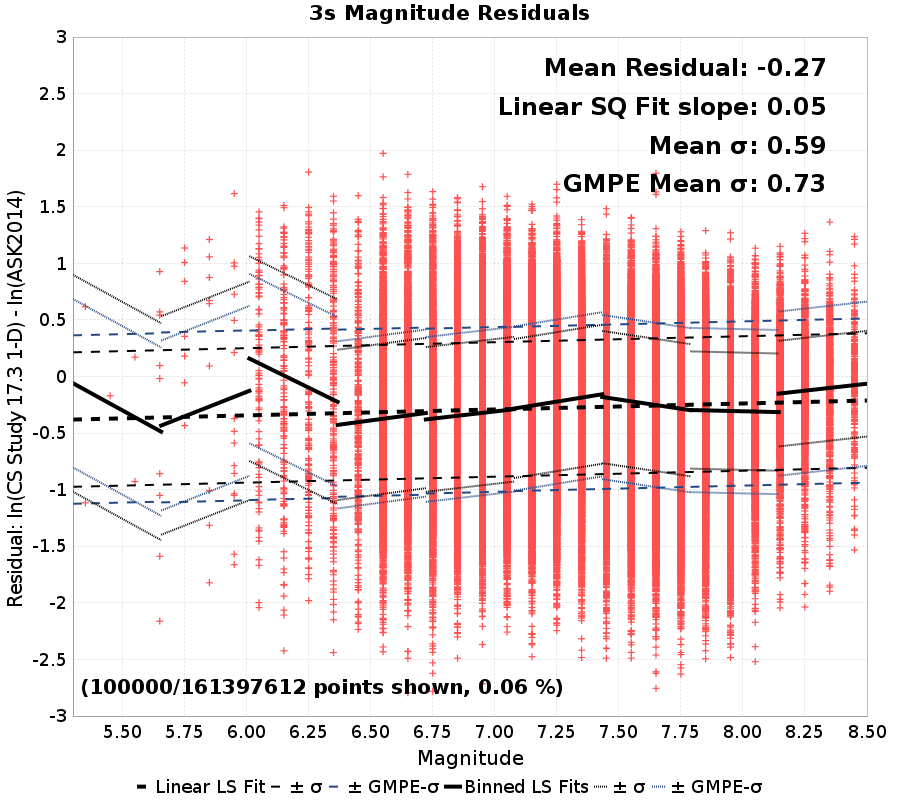 3s Magnitude Residuals
3
2.5
2
1.5
1
0.5
0
-0.5
-1
-1.5
-2
-2.5
-3
Residual: ln(CS Study 17.3 1-D) - ln(ASK2014)
Mean Residual: -0.27
Linear SQ Fit slope: 0.05
Mean σ: 0.59
GMPE Mean σ: 0.73
(100000/161397612 points shown, 0.06 %)
5.50 5.75 6.00 6.25 6.50 6.75 7.00 7.25 7.50 7.75 8.00 8.25 8.50
Magnitude
Linear LS Fit ± σ ± GMPE-σ Binned LS Fits ± σ ± GMPE-σ